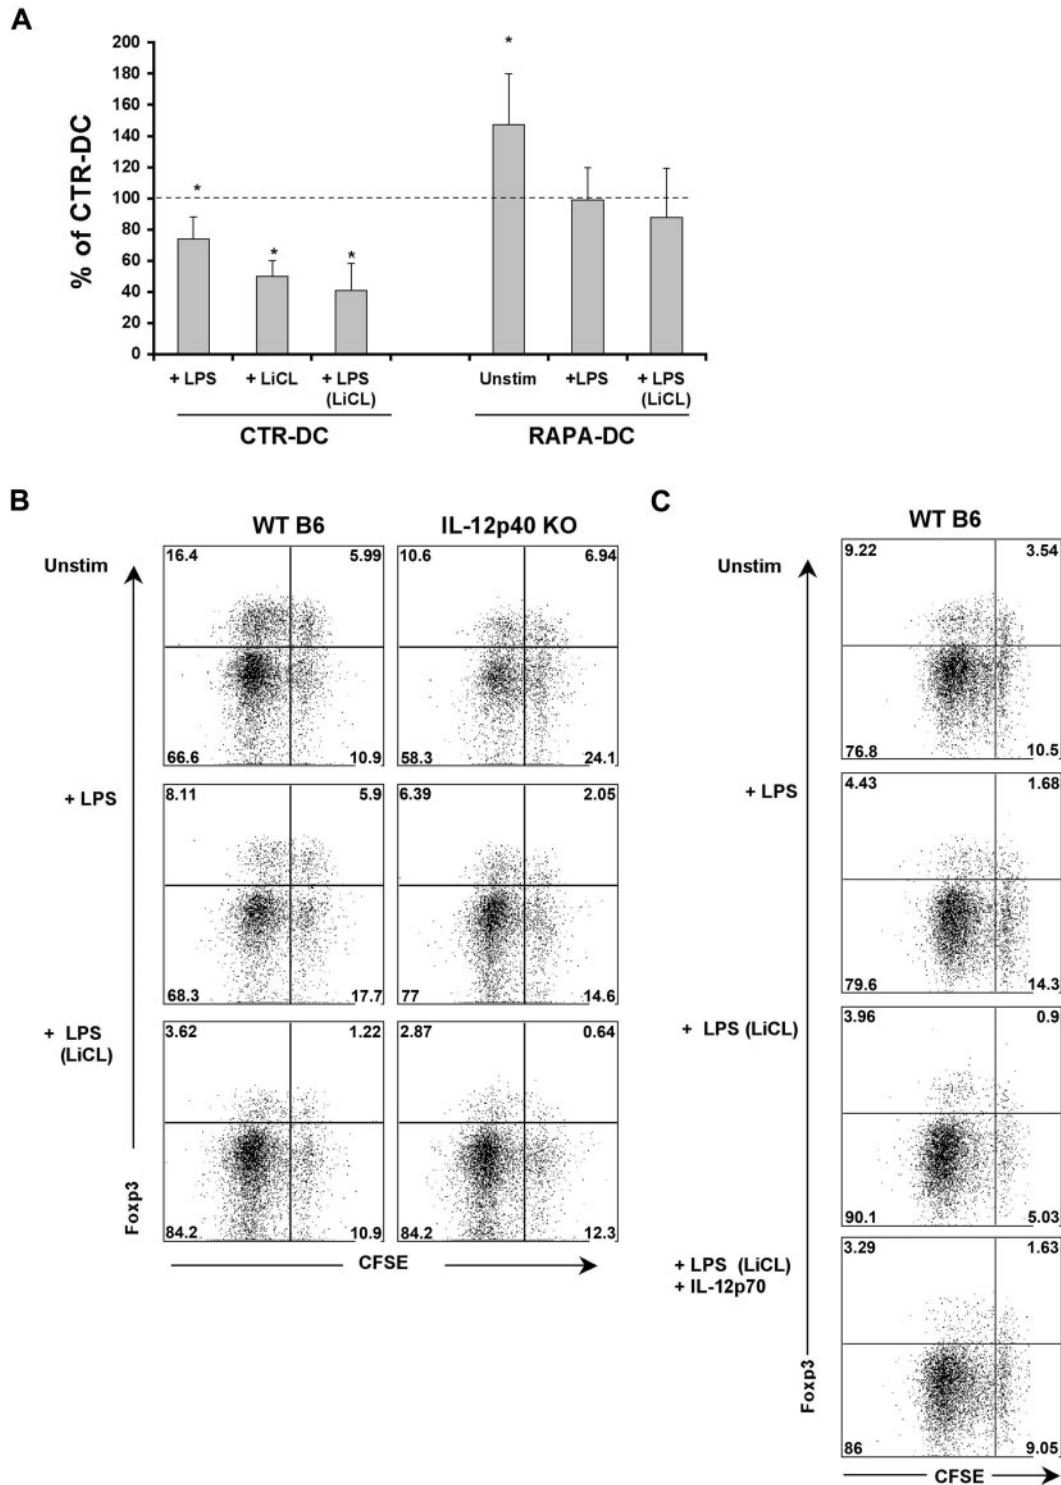 A
% of CTR-DC
200
180
160
140
120
100
80
60
40
20
0
*
*
*
*
+ LPS
+ LiCL
+ LPS
(LiCL)
Unstim
+LPS
+ LPS
(LiCL)
CTR-DC
RAPA-DC
B
WT B6
IL-12p40 KO
Unstim
16.4
5.99
10.6
6.94
66.6
10.9
58.3
24.1
+ LPS
8.11
5.9
6.39
2.05
68.3
17.7
77
14.6
+ LPS
(LiCL)
3.62
1.22
2.87
0.64
84.2
10.9
84.2
12.3
Foxp3
CFSE
C
WT B6
Unstim
9.22
3.54
76.8
10.5
+ LPS
4.43
1.68
79.6
14.3
+ LPS (LiCL)
3.96
0.9
90.1
5.03
+ LPS (LiCL)
+ IL-12p70
3.29
1.63
86
9.05
Foxp3
CFSE